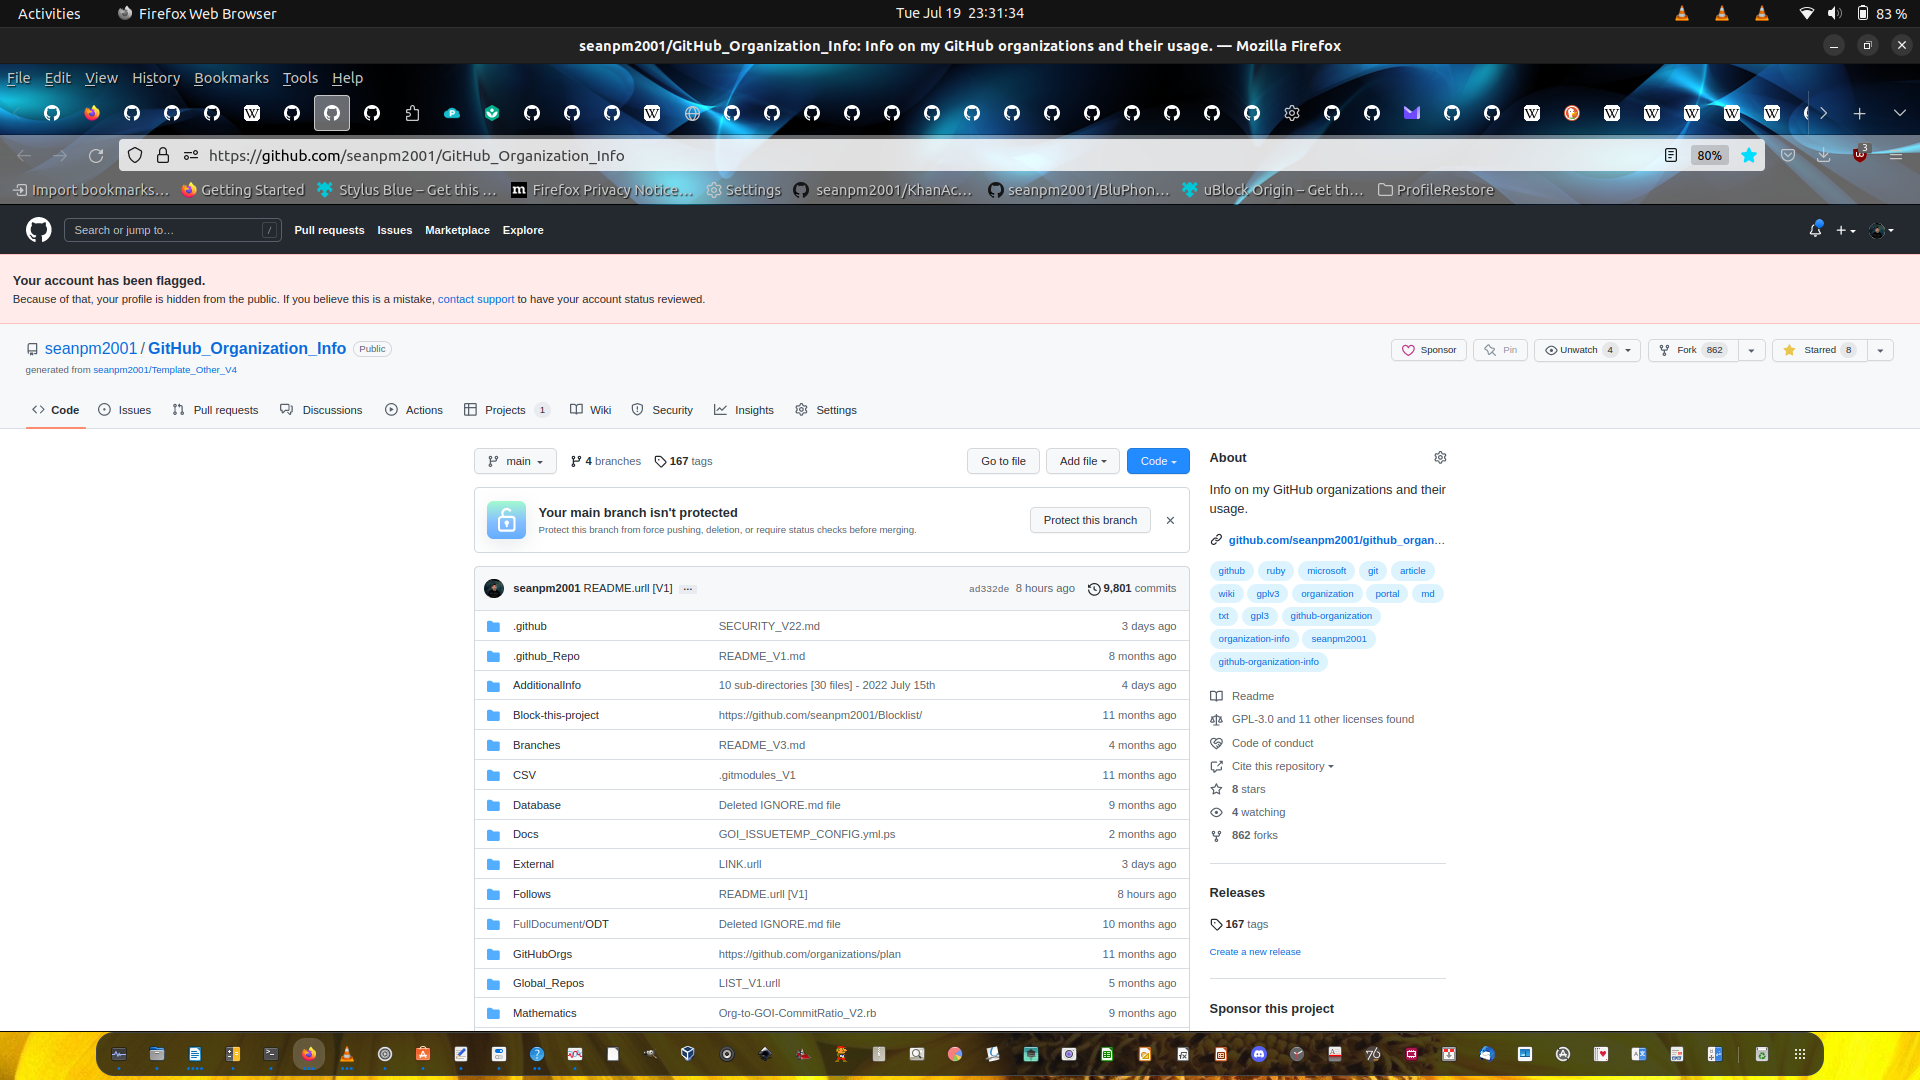 Activities
Firefox Web Browser
Tue Jul 19 23:31:34
83 %
seanpm2001/GitHub_Organization_Info: Info on my GitHub organizations and their usage. — Mozilla Firefox
File Edit View History Bookmarks Tools Help
https://github.com/seanpm2001/GitHub_Organization_Info
80%
3
Import bookmarks…
Getting Started
Stylus Blue – Get this …
Firefox Privacy Notice…
Settings
seanpm2001/KhanAc…
seanpm2001/BluPhon…
uBlock Origin – Get th…
ProfileRestore
Search or jump to…
/
Pull requests Issues Marketplace Explore
Your account has been flagged.
Because of that, your profile is hidden from the public. If you believe this is a mistake, contact support to have your account status reviewed.
seanpm2001 / GitHub_Organization_Info Public
Sponsor
Pin
Unwatch 4
Fork 862
Starred 8
generated from seanpm2001/Template_Other_V4
Code Issues Pull requests Discussions Actions Projects 1 Wiki Security Insights Settings
main
4 branches
167 tags
Go to file
Add file
Code
Your main branch isn't protected
Protect this branch from force pushing, deletion, or require status checks before merging.
Protect this branch
seanpm2001 README.urll [V1] … ad332de 8 hours ago 9,801 commits
.github SECURITY_V22.md 3 days ago
.github_Repo README_V1.md 8 months ago
AdditionalInfo 10 sub-directories [30 files] - 2022 July 15th 4 days ago
Block-this-project https://github.com/seanpm2001/Blocklist/ 11 months ago
Branches README_V3.md 4 months ago
CSV .gitmodules_V1 11 months ago
Database Deleted IGNORE.md file 9 months ago
Docs GOI_ISSUETEMP_CONFIG.yml.ps 2 months ago
External LINK.urll 3 days ago
Follows README.urll [V1] 8 hours ago
FullDocument/ODT Deleted IGNORE.md file 10 months ago
GitHubOrgs https://github.com/organizations/plan 11 months ago
Global_Repos LIST_V1.urll 5 months ago
Mathematics Org-to-GOI-CommitRatio_V2.rb 9 months ago
About
Info on my GitHub organizations and their
usage.
github.com/seanpm2001/github_organ…
github ruby microsoft git article
wiki gplv3 organization portal md
txt gpl3 github-organization
organization-info seanpm2001
github-organization-info
Readme
GPL-3.0 and 11 other licenses found
Code of conduct
Cite this repository
8 stars
4 watching
862 forks
Releases
167 tags
Create a new release
Sponsor this project